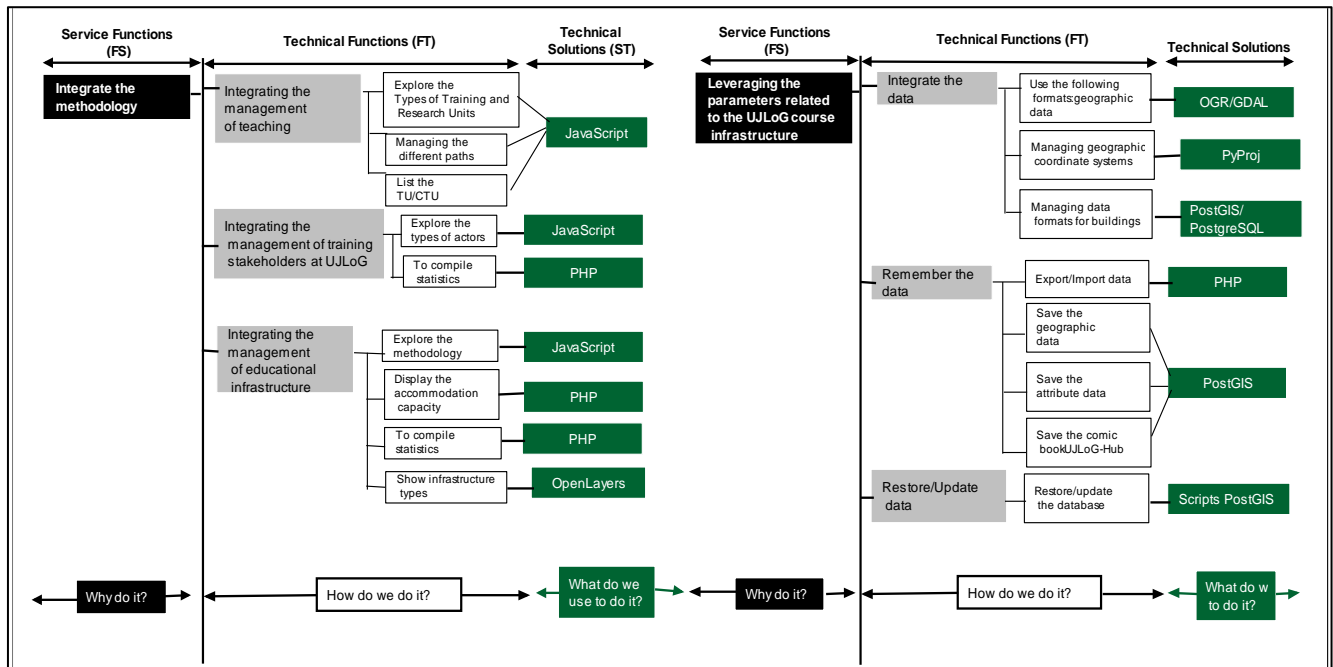 Service Functions
(FS)
Technical Functions (FT)
Technical
Solutions (ST)
Integrate the
methodology
Integrating the
management
of teaching
Explore the
Types of Training and
Research Units
Managing the
different paths
List the
TU/CTU
JavaScript
Integrating the
management of training
stakeholders at UJLoG
Explore the
types of actors
JavaScript
To compile
statistics
PHP
Integrating the
management
of educational
infrastructure
Explore the
methodology
JavaScript
Display the
accommodation
capacity
PHP
To compile
statistics
PHP
Show infrastructure
types
OpenLayers
Why do it?
How do we do it?
What do we
use to do it?
Service Functions
(FS)
Technical Functions (FT)
Technical Solutions
Leveraging the
parameters related
to the UJLoG course
infrastructure
Integrate the
data
Use the following
formats:geographic
data
OGR/GDAL
Managing geographic
coordinate systems
PyProj
Managing data
formats for buildings
PostGIS/
PostgreSQL
Remember the
data
Export/Import data
PHP
Save the
geographic
data
Save the
attribute data
Save the comic
bookUJLoG-Hub
PostGIS
Restore/Update
data
Restore/update
the database
Scripts PostGIS
Why do it?
How do we do it?
What do w
to do it?